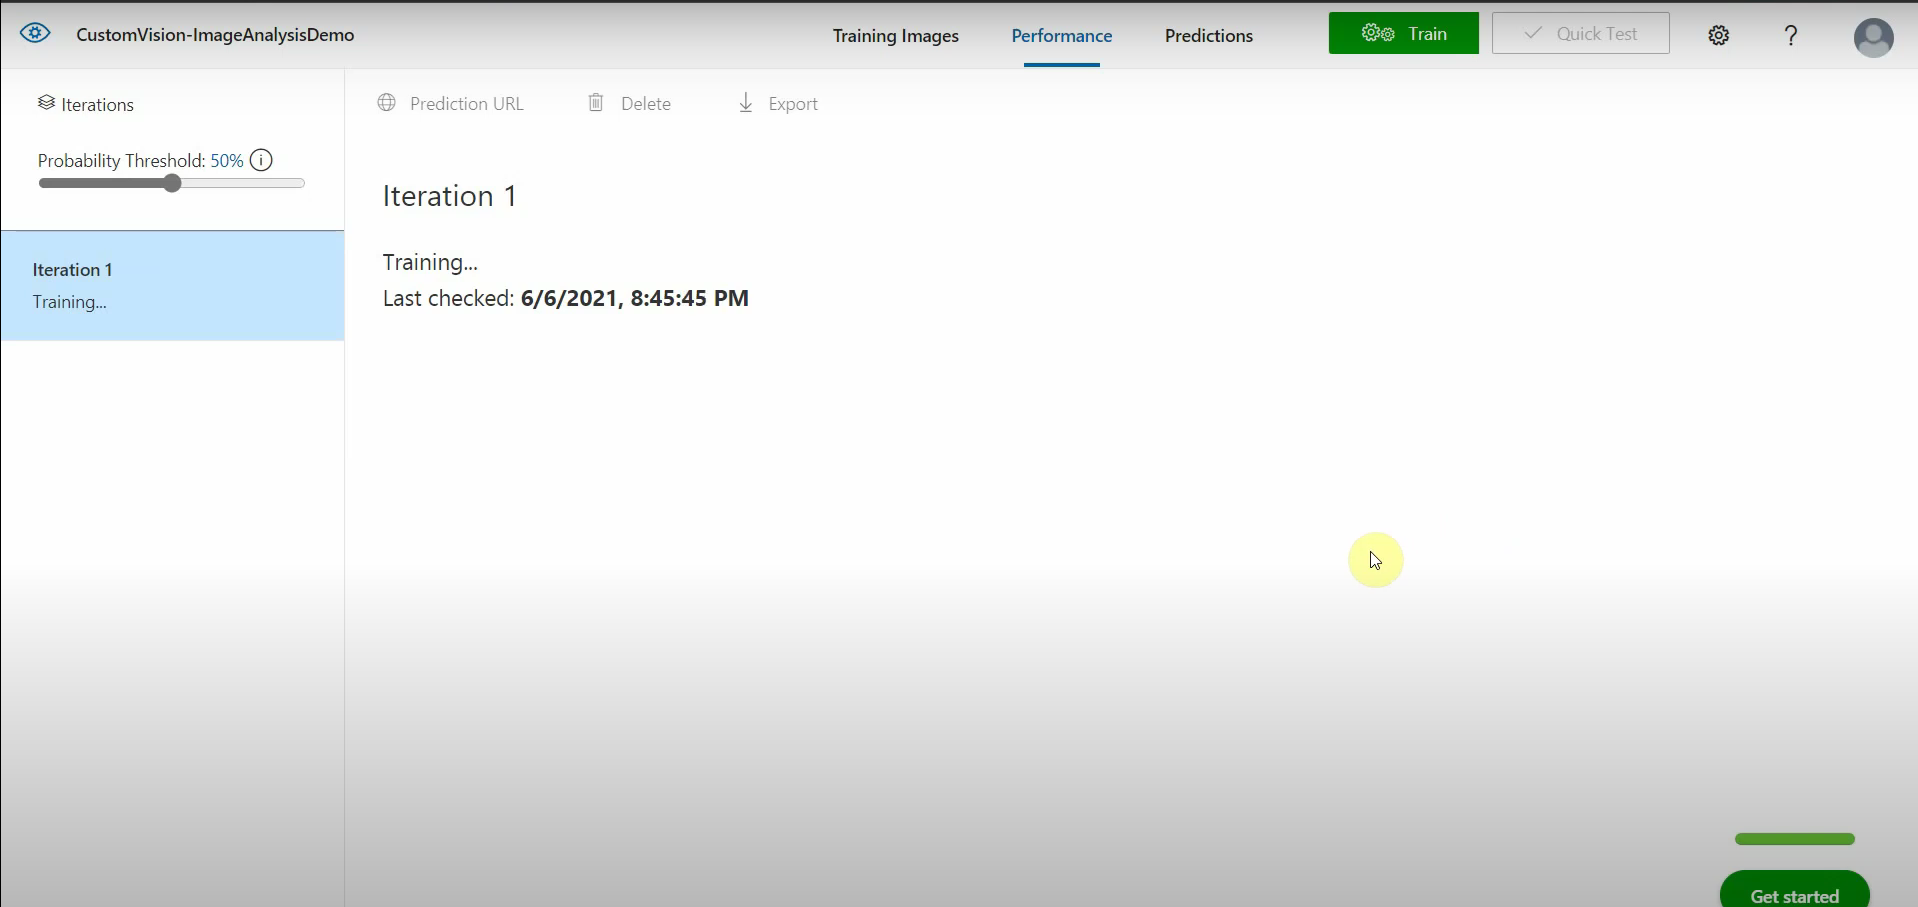 CustomVision-ImageAnalysisDemo
Training Images
Performance
Predictions
Train
Quick Test
?
Iterations
Probability Threshold: 50%
Prediction URL
Delete
Export
Iteration 1
Training...
Iteration 1
Training...
Last checked: 6/6/2021, 8:45:45 PM
Get started